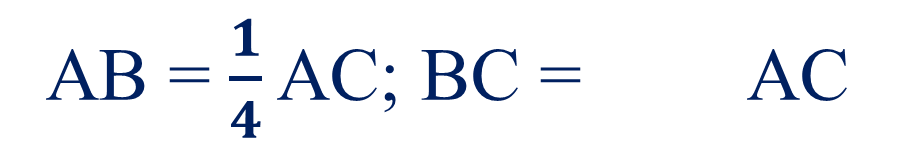 AB = 1/4 AC; BC = AC